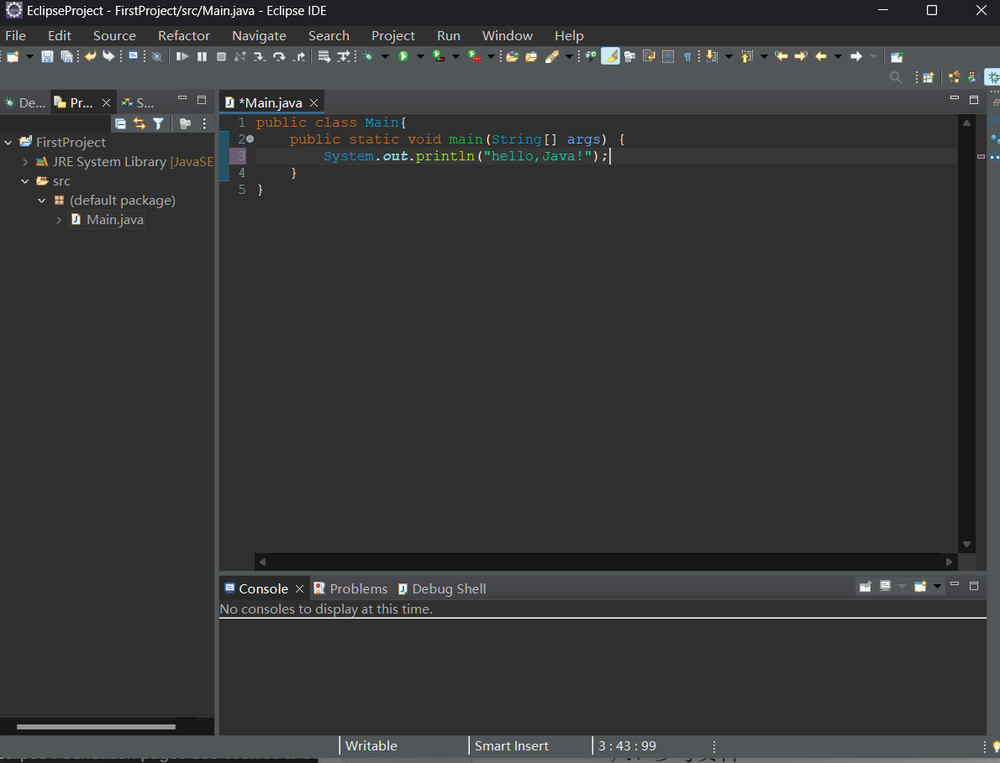 EclipseProject - FirstProject/src/Main.java - Eclipse IDE
File Edit Source Refactor Navigate Search Project Run Window Help
De... Pr... S...
FirstProject
JRE System Library [JavaSE
src
(default package)
Main.java
*Main.java
1 public class Main{
2 public static void main(String[] args) {
3 System.out.println("hello,Java!");
4 }
5 }
Console Problems Debug Shell
No consoles to display at this time.
Writable Smart Insert 3 : 43 : 99